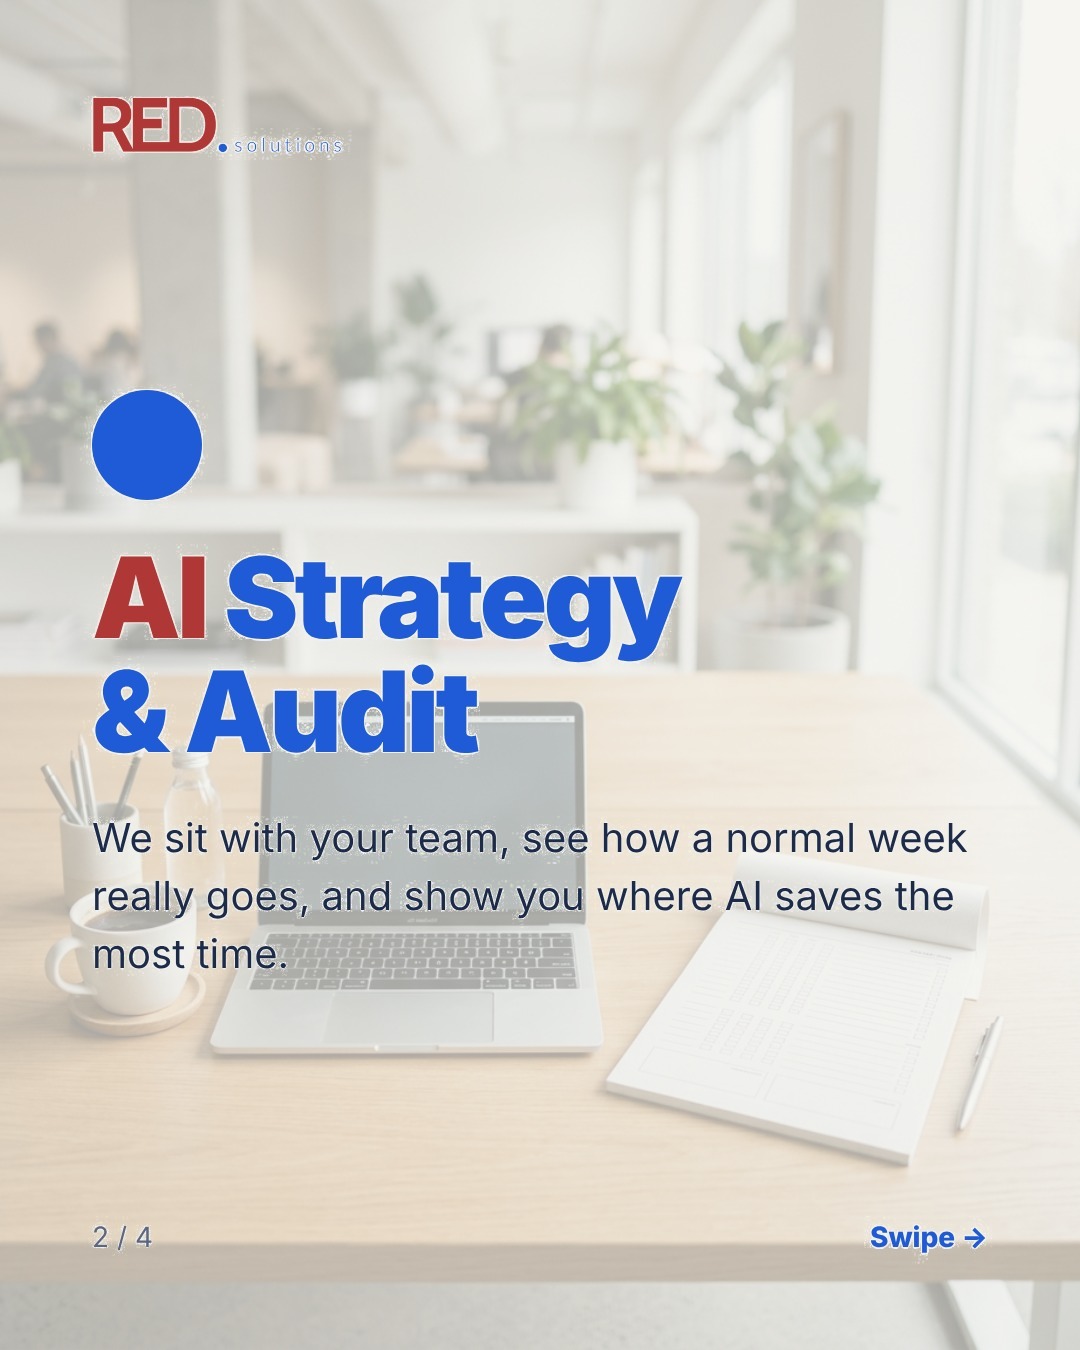 RED.solutions
AI Strategy
& Audit
We sit with your team, see how a normal week
really goes, and show you where AI saves the
most time.
2 / 4
Swipe →